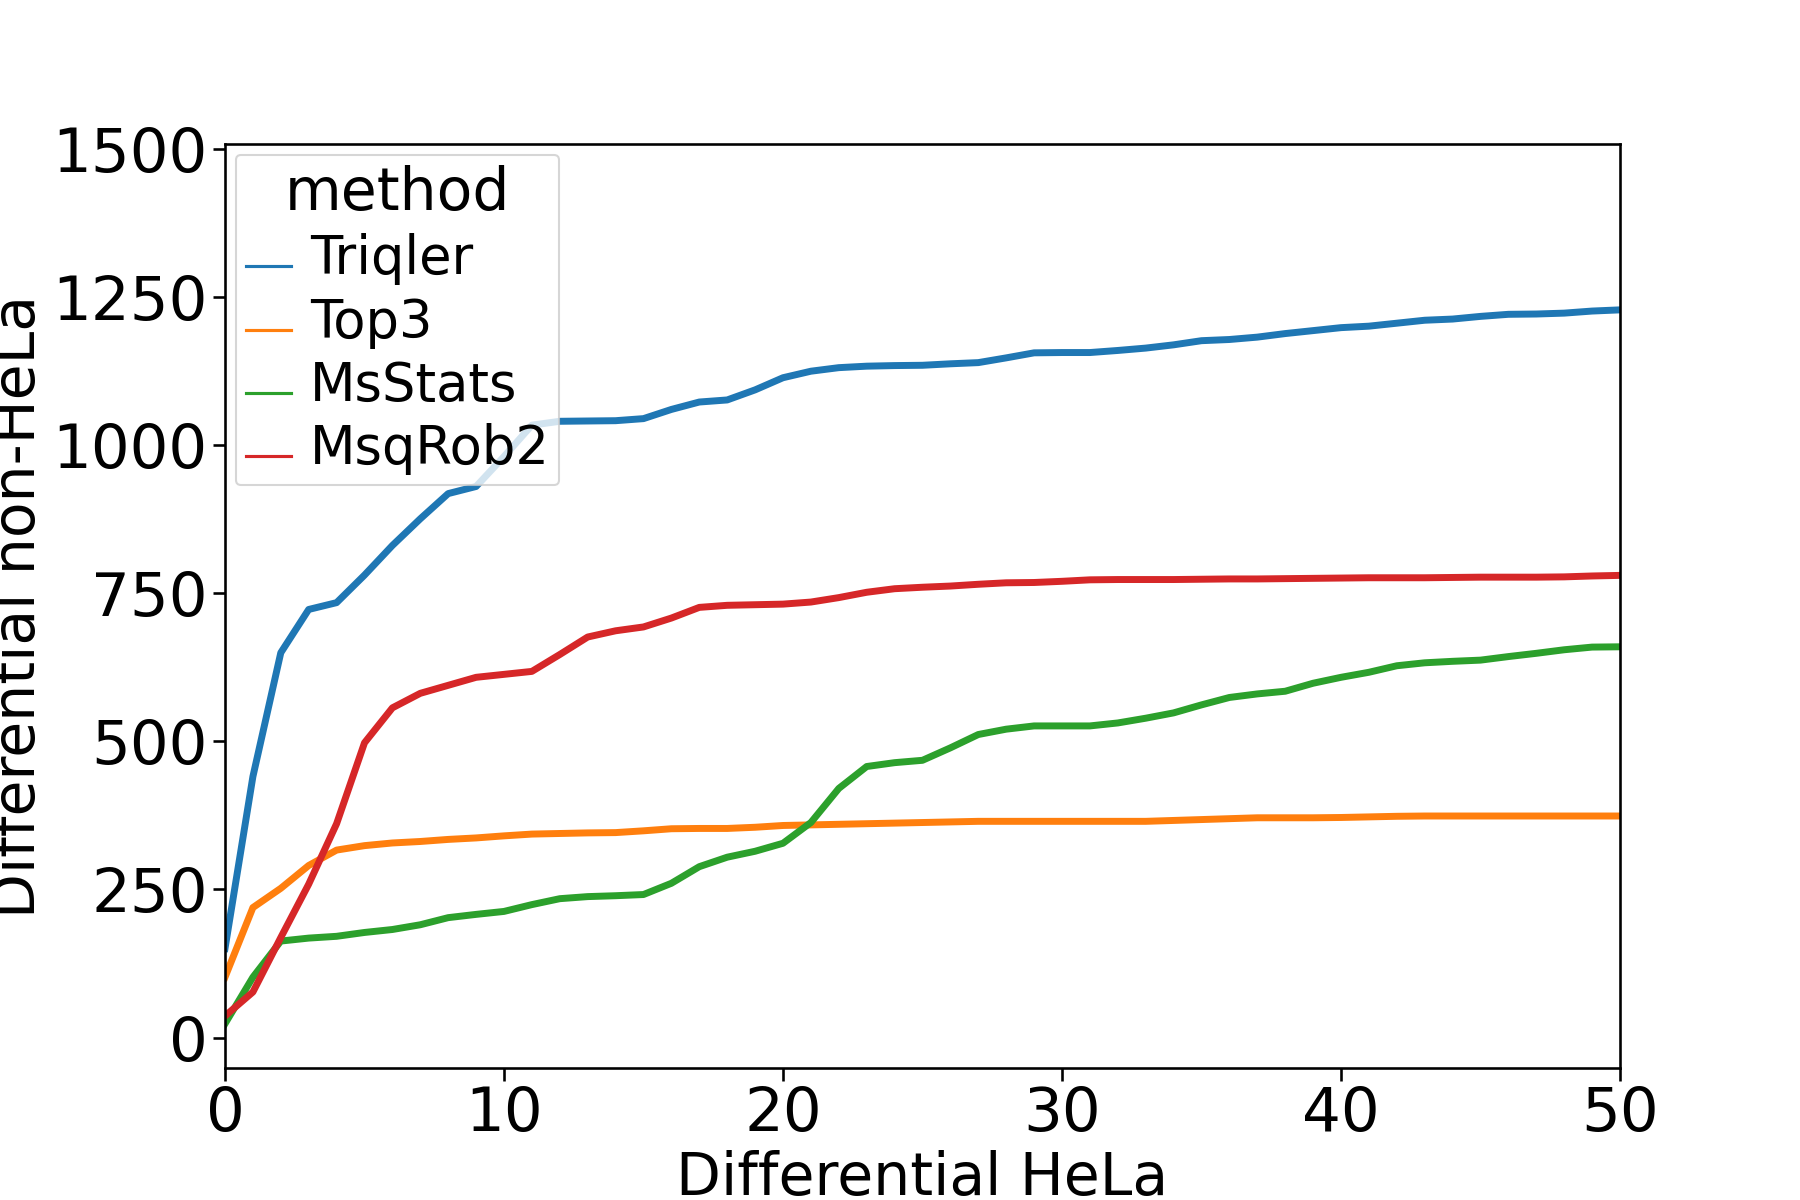 Differential non-HeLa
1500
1250
1000
750
500
250
0
method
Triqler
Top3
MsStats
MsqRob2
0 10 20 30 40 50
Differential HeLa